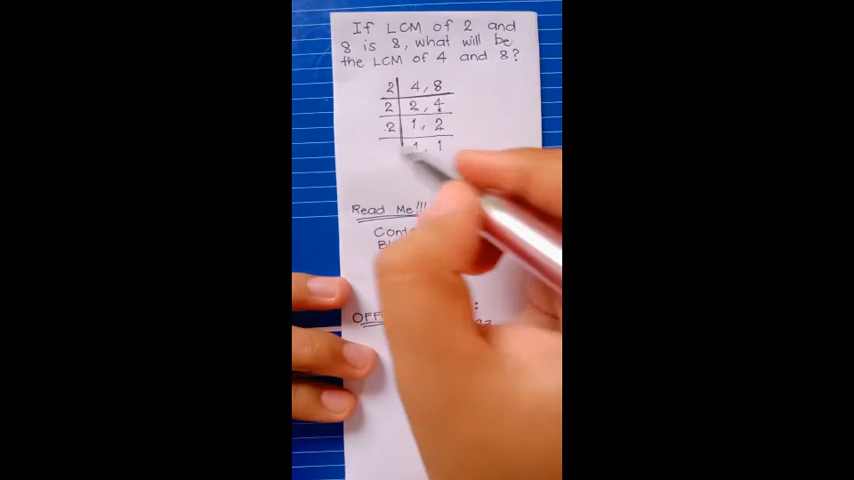 If LCM of 2 and
8 is 8, what will be
the LCM of 4 and 8?
2 4, 8
2 2, 4
2 1, 2
1, 1
Read Me!!!